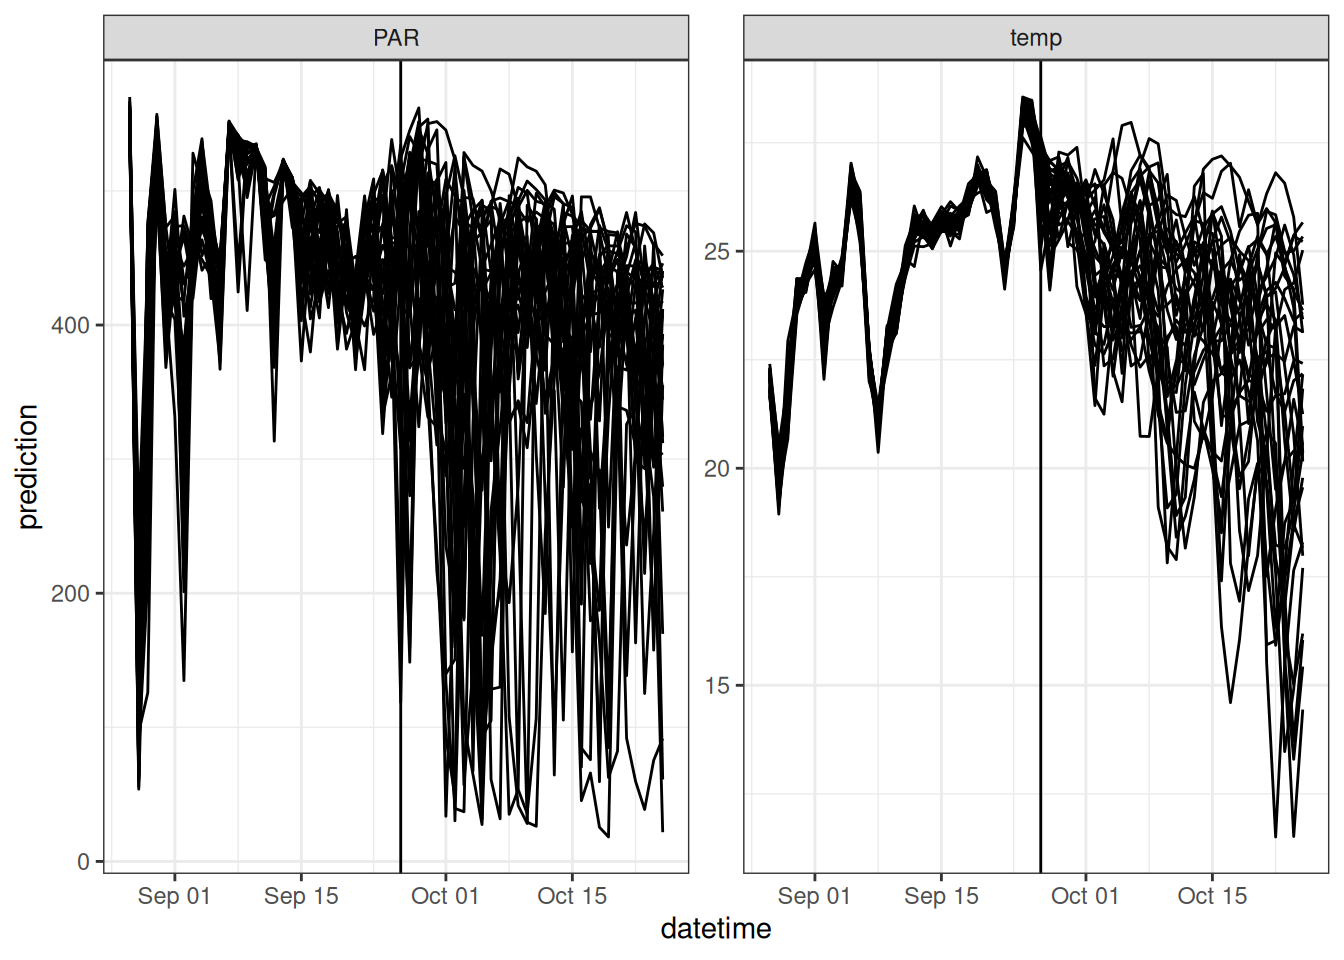 PAR
temp
prediction
400
200
0
25
20
15
Sep 01
Sep 15
Oct 01
Oct 15
Sep 01
Sep 15
Oct 01
Oct 15
datetime